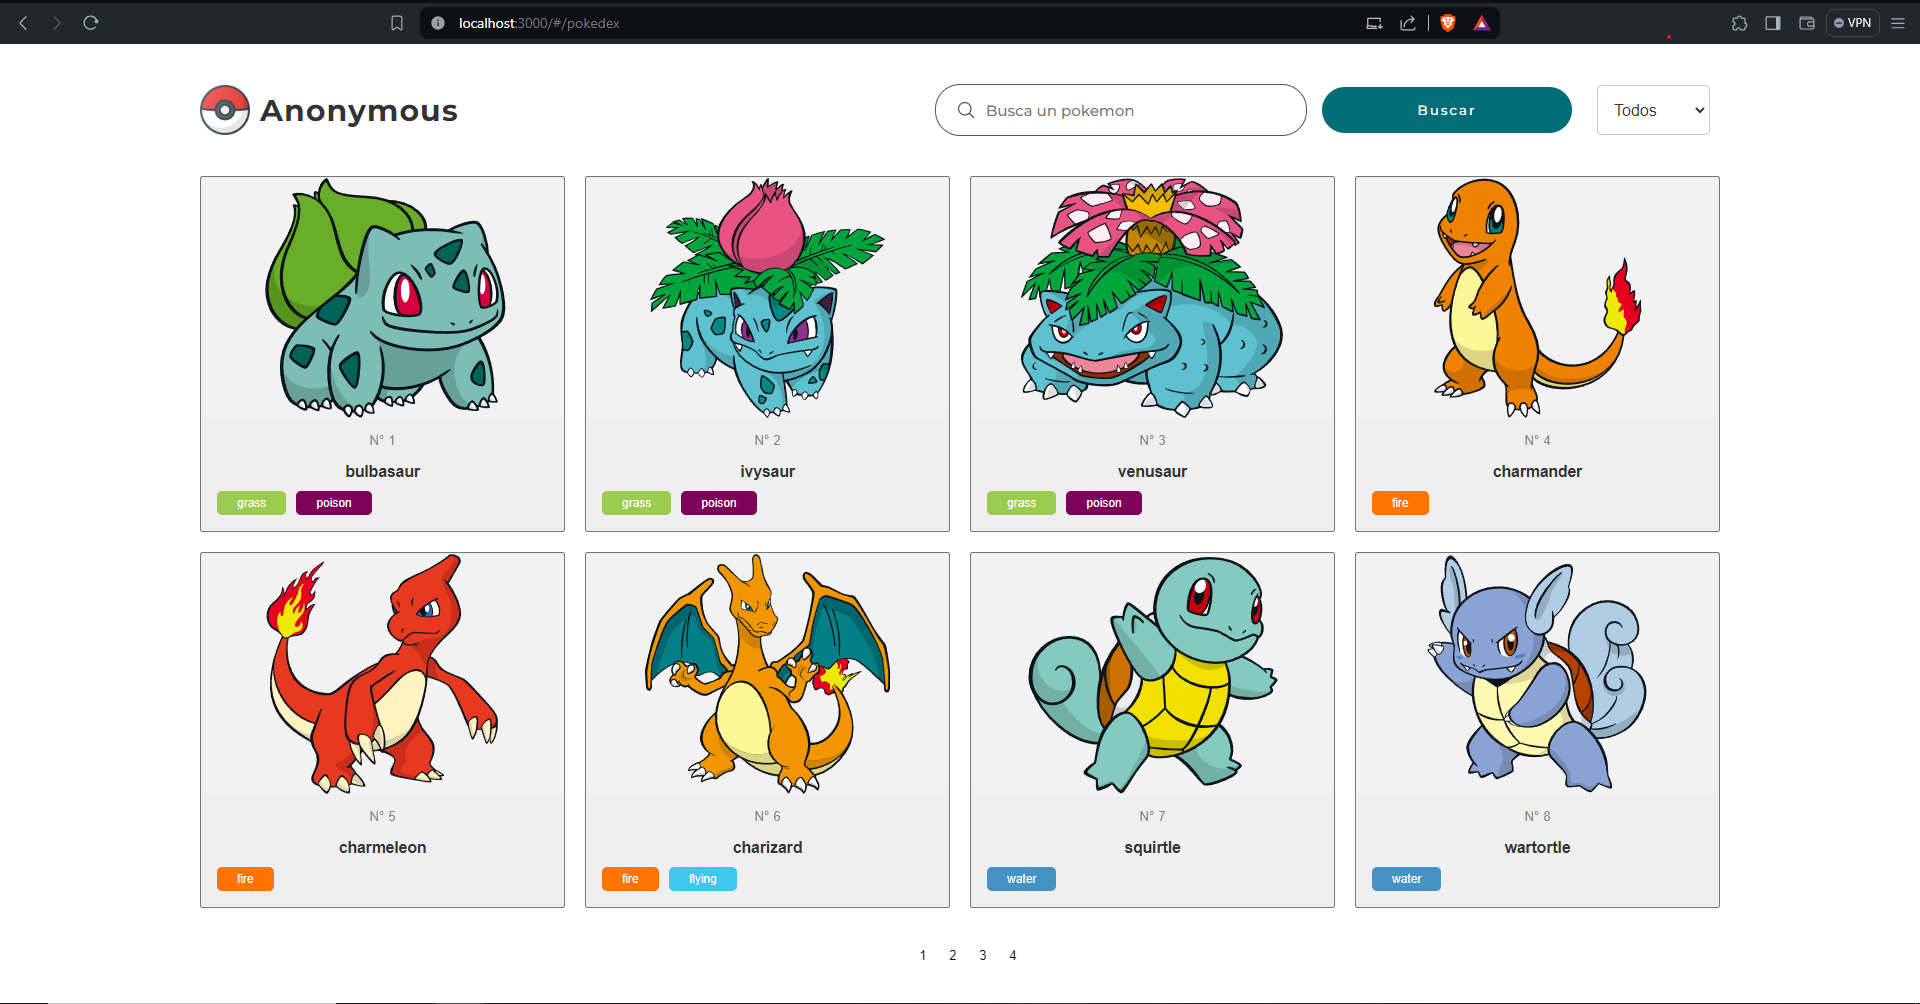 localhost:3000/#/pokedex
VPN
Anonymous
Busca un pokemon
Buscar
Todos
N° 1
bulbasaur
grass poison
N° 2
ivysaur
grass poison
N° 3
venusaur
grass poison
N° 4
charmander
fire
N° 5
charmeleon
fire
N° 6
charizard
fire flying
N° 7
squirtle
water
N° 8
wartortle
water
1 2 3 4